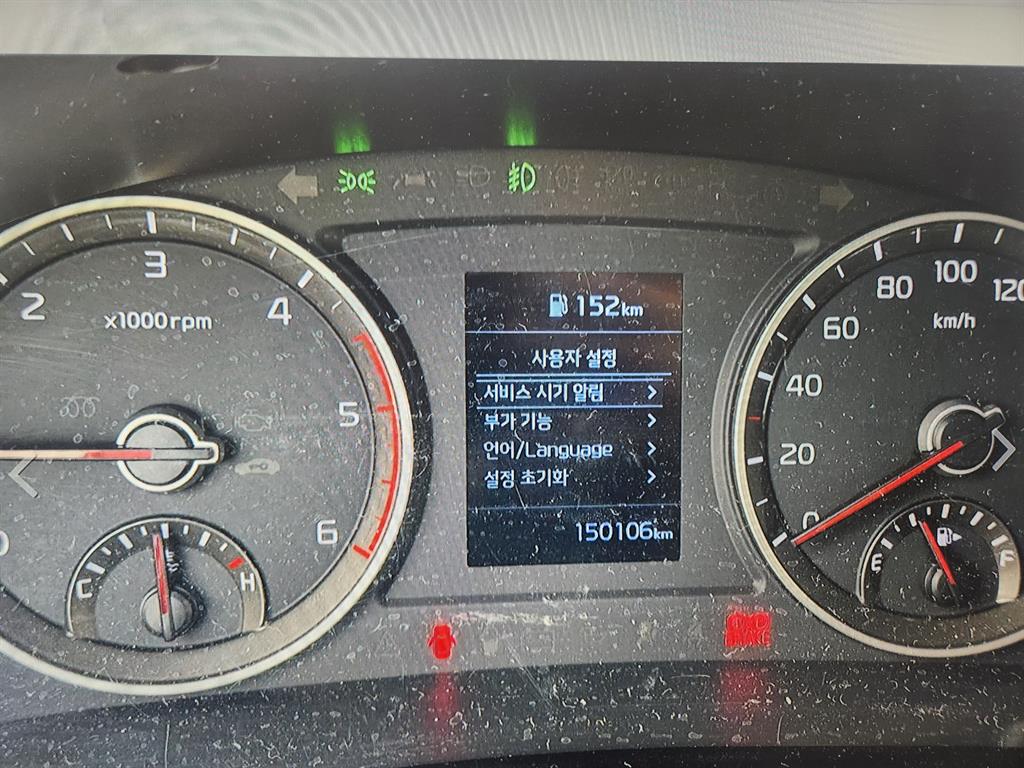 152km
사용자 설정
서비스 시기 알림
부가 기능
언어/Language
설정 초기화
150106km
2 3 4 5 6
x1000rpm
C H
0 20 40 60 80 100 120
km/h
E F
BRAKE